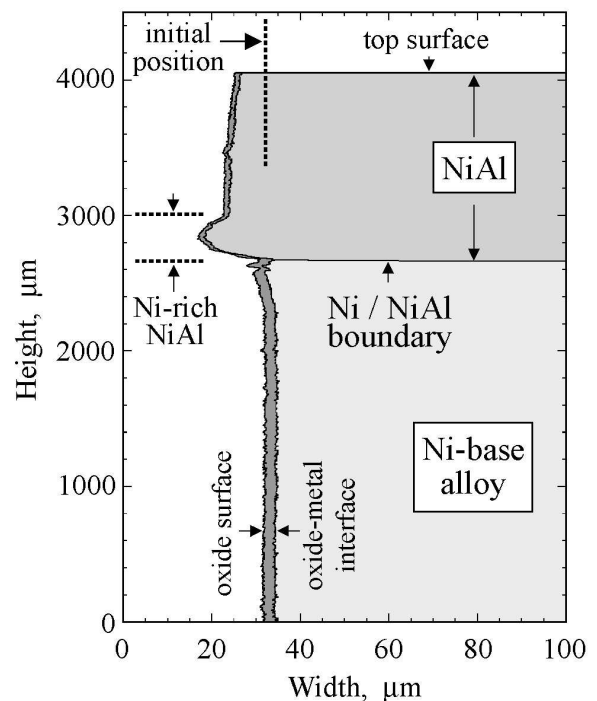 initial
position
top surface
4000
NiAl
3000
Ni-rich
NiAl
Ni / NiAl
boundary
2000
Height, μm
Ni-base
alloy
oxide surface
oxide-metal
interface
1000
0
0 20 40 60 80 100
Width, μm